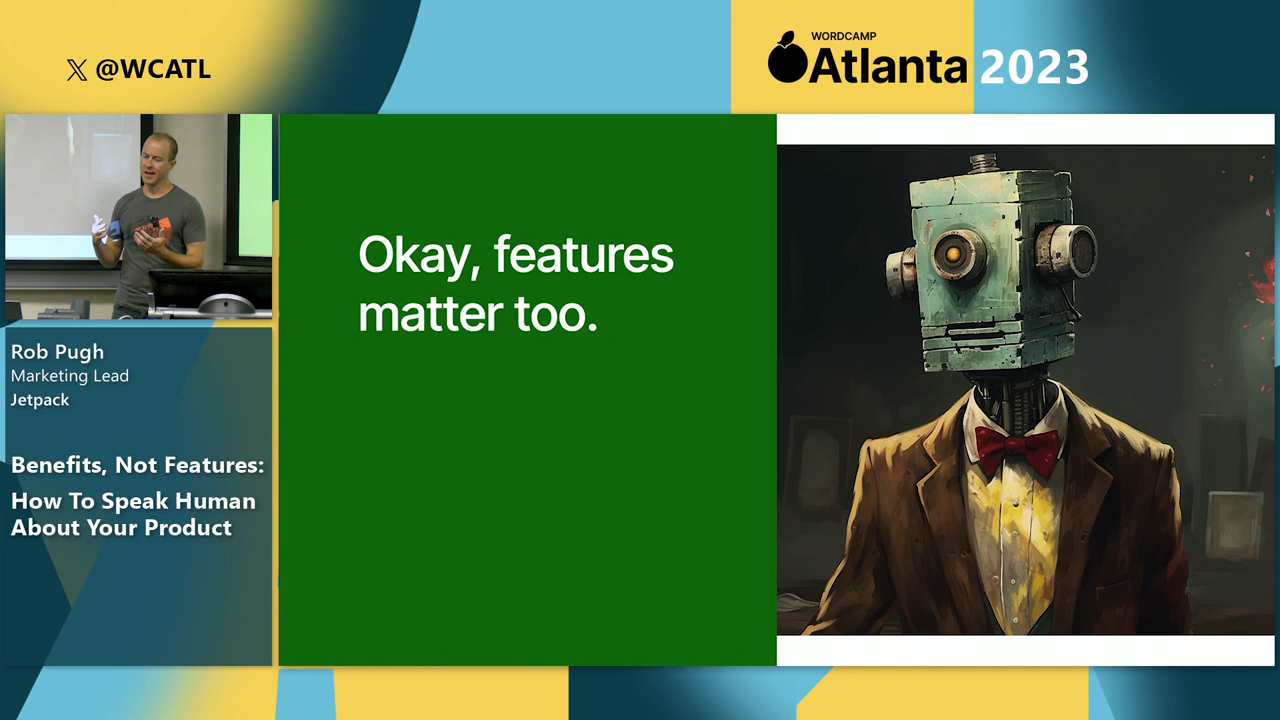 𝕏 @WCATL
WORDCAMP
Atlanta 2023
Okay, features
matter too.
Rob Pugh
Marketing Lead
Jetpack
Benefits, Not Features:
How To Speak Human
About Your Product